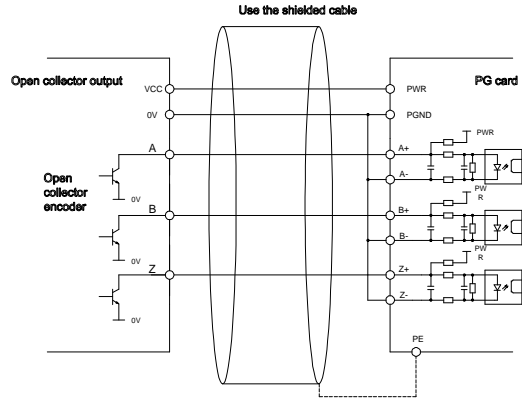 Use the shielded cable
Open collector output
PG card
VCC
PWR
0V
PGND
PWR
A
A+
A-
Open
collector
encoder
0V
PW
R
B
B+
B-
0V
PW
R
Z
Z+
Z-
0V
PE